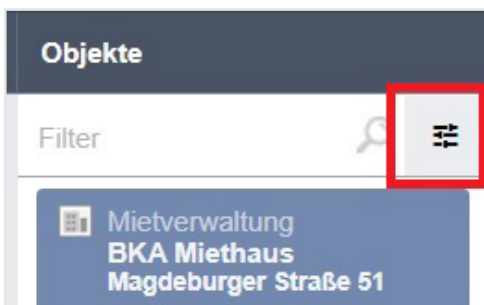 Objekte
Filter
Mietverwaltung
BKA Miethaus
Magdeburger Straße 51